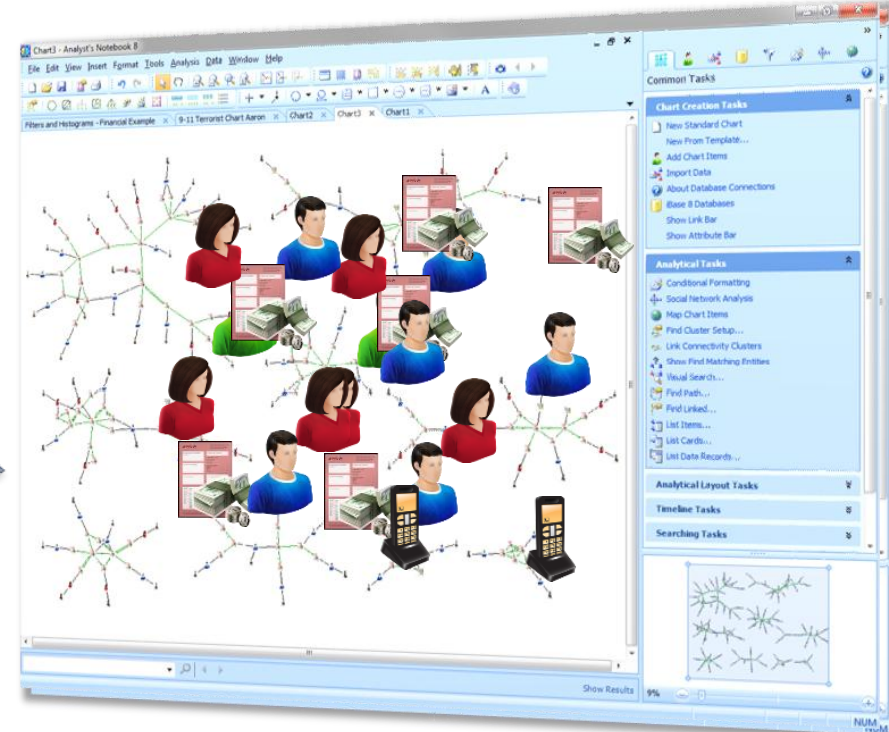 Chart3 - Analyst's Notebook 8
File Edit View Insert Format Tools Analysis Data Window Help
Filters and Histograms - Financial Example
9-11 Terrorist Chart Aaron
Chart2
Chart3
Chart1
Common Tasks
Chart Creation Tasks
New Standard Chart
New From Template...
Add Chart Items
Import Data
About Database Connections
iBase 8 Databases
Show Link Bar
Show Attribute Bar
Analytical Tasks
Conditional Formatting
Social Network Analysis
Map Chart Items
Find Cluster Setup...
Link Connectivity Clusters
Show Find Matching Entities
Visual Search...
Find Path...
Find Linked...
List Items...
List Cards...
List Data Records...
Analytical Layout Tasks
Timeline Tasks
Searching Tasks
Show Results
9%
NUM
NUM